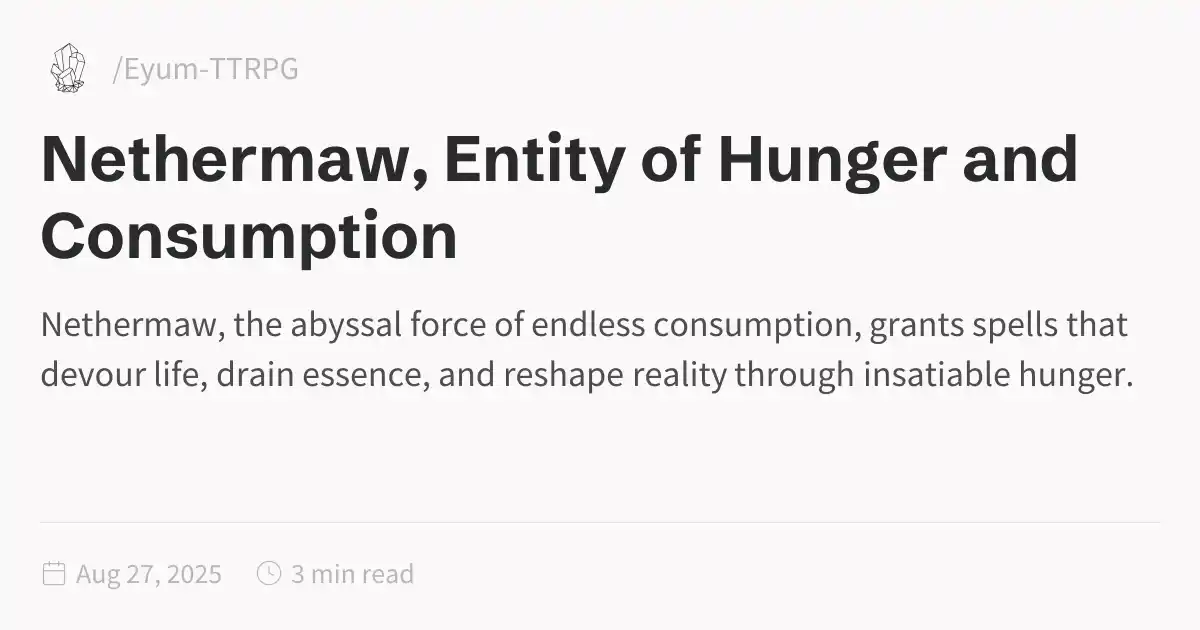 /Eyum-TTRPG
Nethermaw, Entity of Hunger and
Consumption
Nethermaw, the abyssal force of endless consumption, grants spells that
devour life, drain essence, and reshape reality through insatiable hunger.
Aug 27, 2025 3 min read